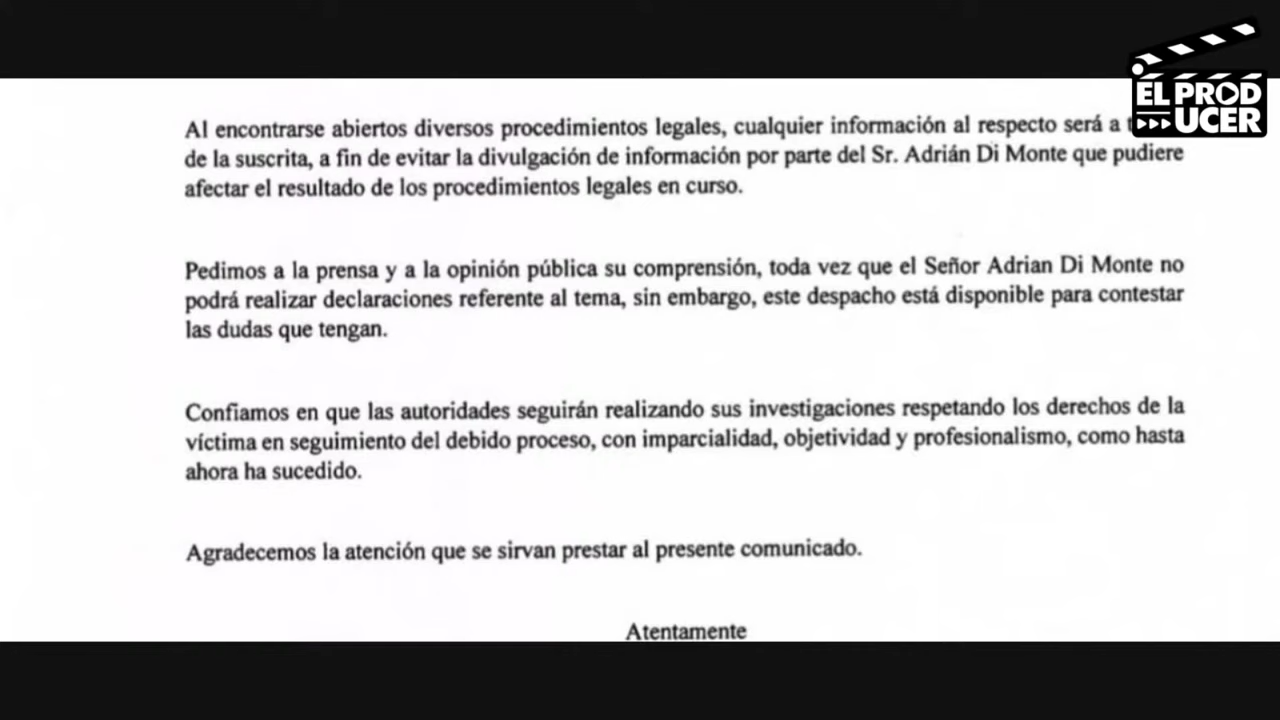 EL PROD
UCER
Al encontrarse abiertos diversos procedimientos legales, cualquier información al respecto será a
de la suscrita, a fin de evitar la divulgación de información por parte del Sr. Adrián Di Monte que pudiere
afectar el resultado de los procedimientos legales en curso.
Pedimos a la prensa y a la opinión pública su comprensión, toda vez que el Señor Adrian Di Monte no
podrá realizar declaraciones referente al tema, sin embargo, este despacho está disponible para contestar
las dudas que tengan.
Confiamos en que las autoridades seguirán realizando sus investigaciones respetando los derechos de la
víctima en seguimiento del debido proceso, con imparcialidad, objetividad y profesionalismo, como hasta
ahora ha sucedido.
Agradecemos la atención que se sirvan prestar al presente comunicado.
Atentamente